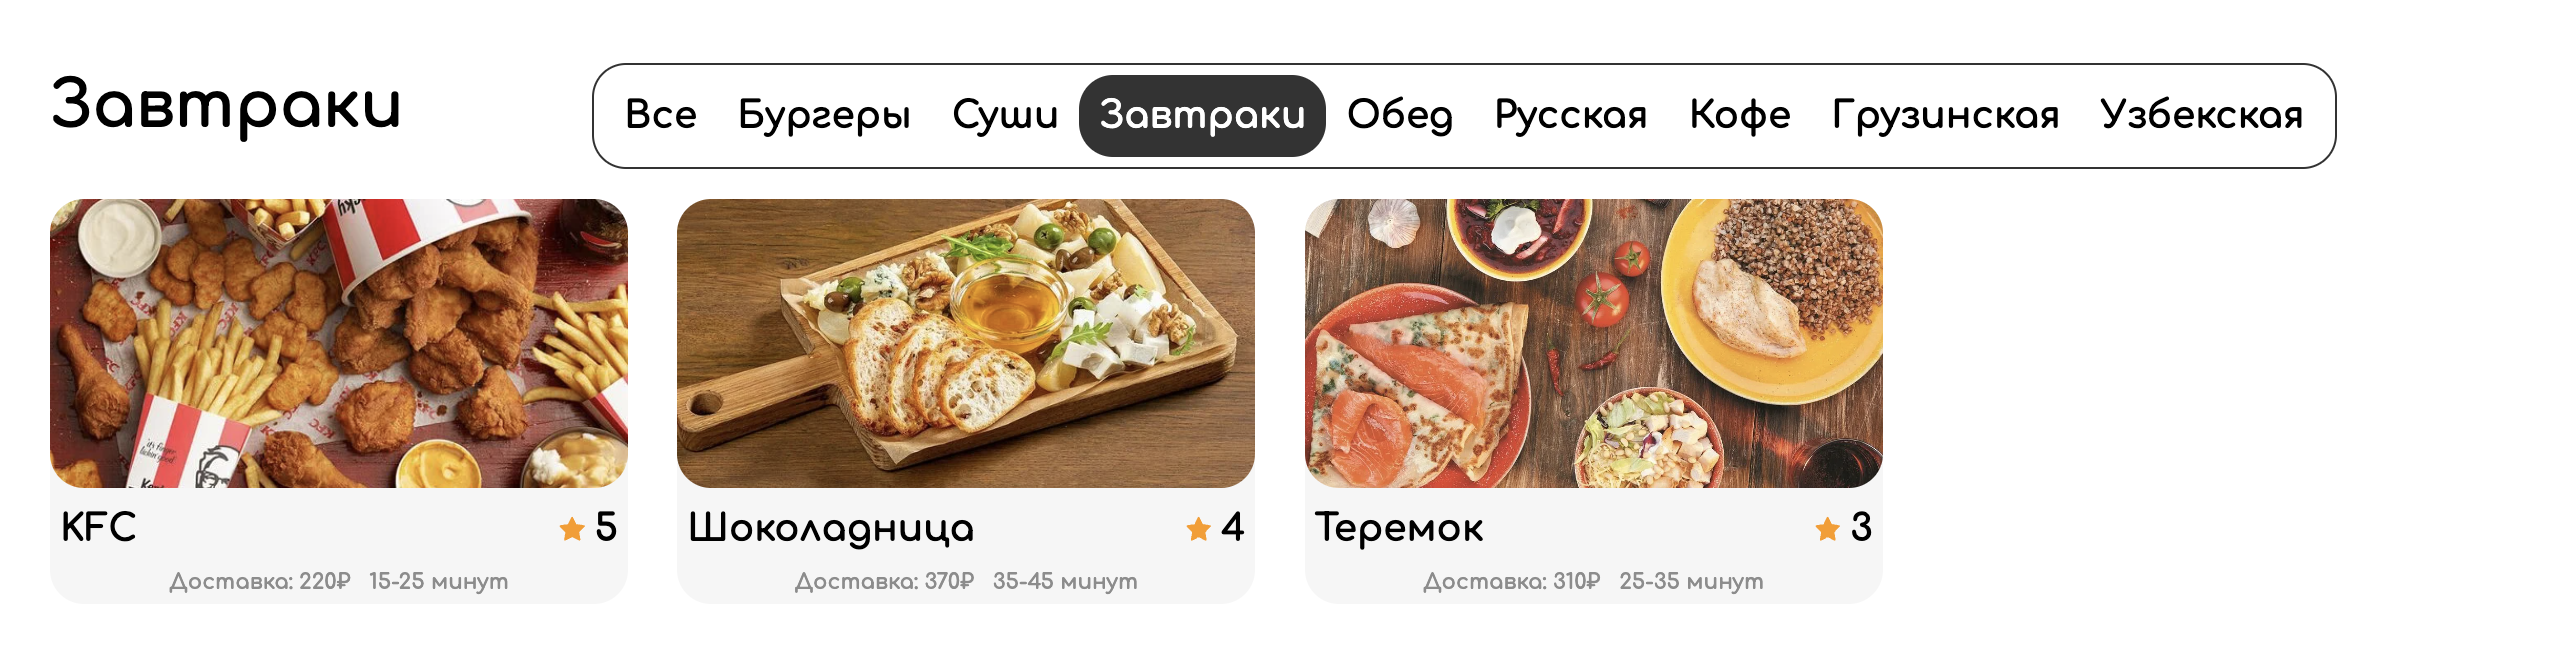 Завтраки
Все Бургеры Суши Завтраки Обед Русская Кофе Грузинская Узбекская
KFC
5
Доставка: 220₽ 15-25 минут
Шоколадница
4
Доставка: 370₽ 35-45 минут
Теремок
3
Доставка: 310₽ 25-35 минут